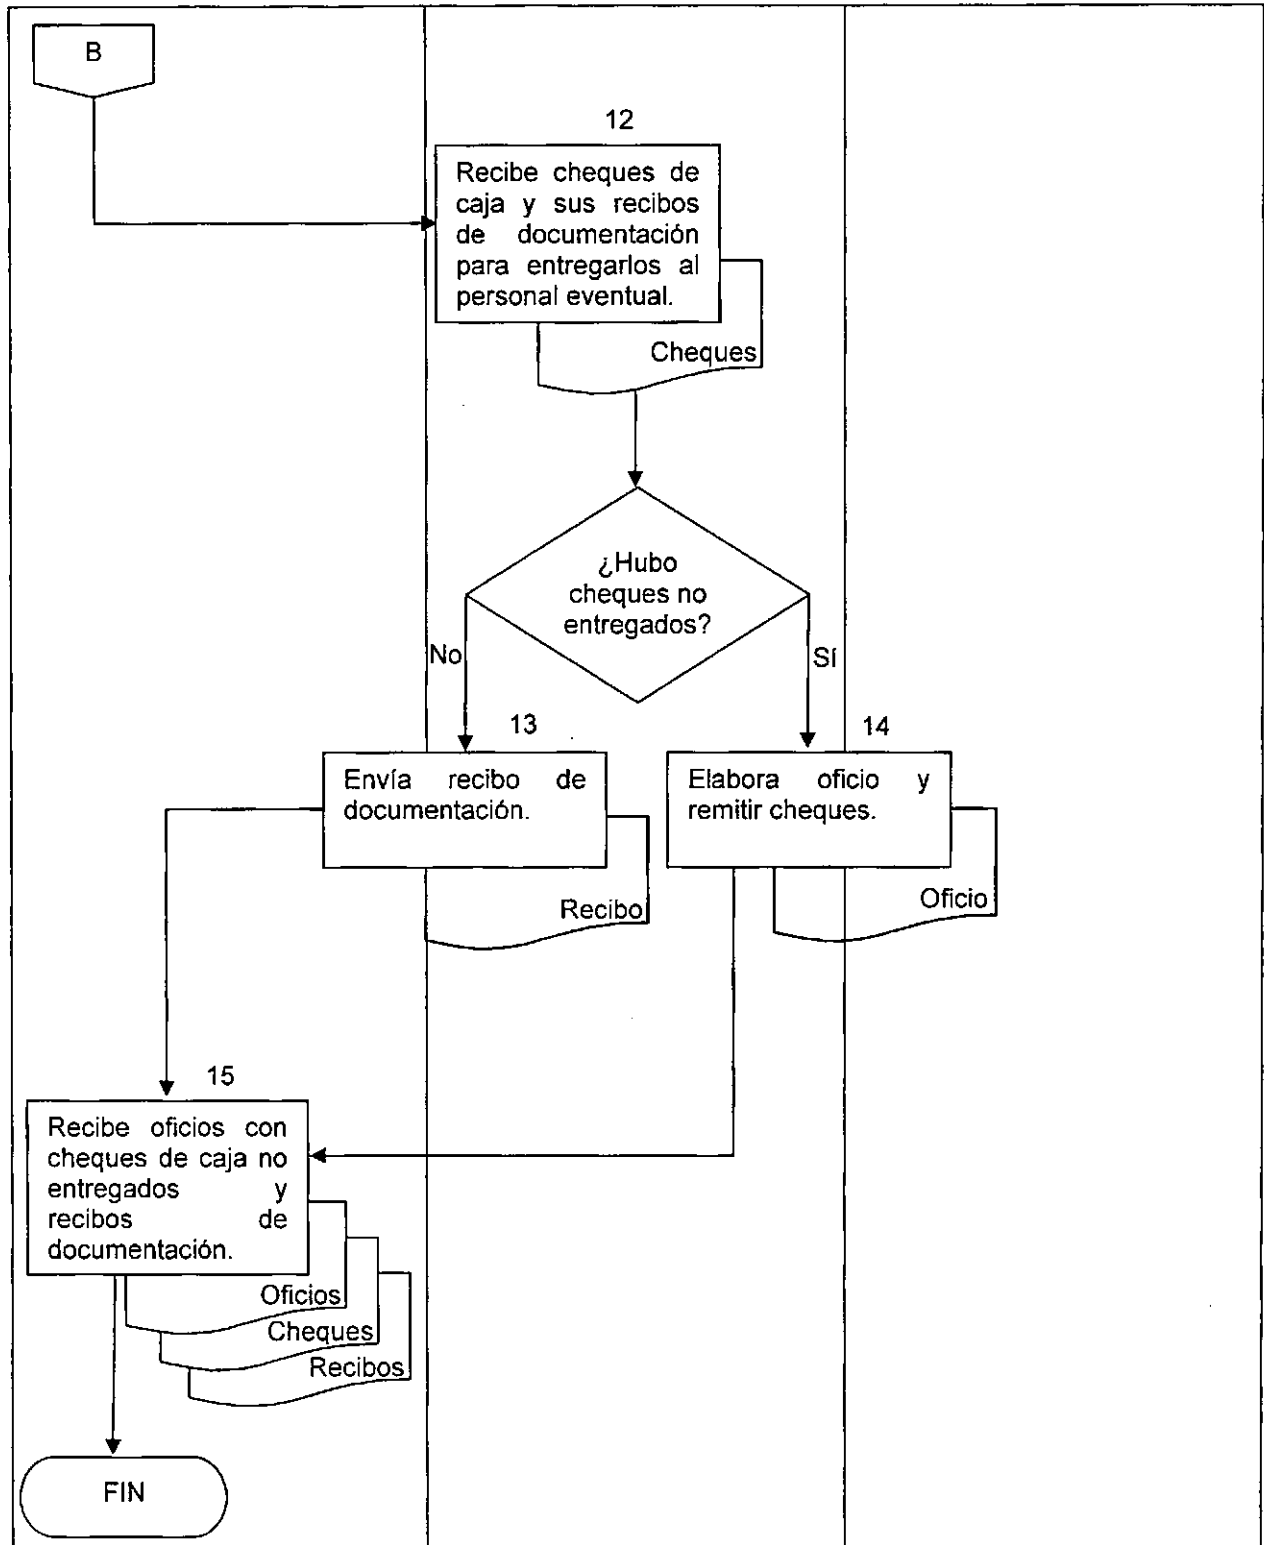 B
12
Recibe cheques de
caja y sus recibos
de documentación
para entregarlos al
personal eventual.
Cheques
¿Hubo
cheques no
entregados?
No
Sí
13
Envía recibo de
documentación.
Recibo
14
Elabora oficio y
remitir cheques.
Oficio
15
Recibe oficios con
cheques de caja no
entregados y
recibos de
documentación.
Oficios
Cheques
Recibos
FIN